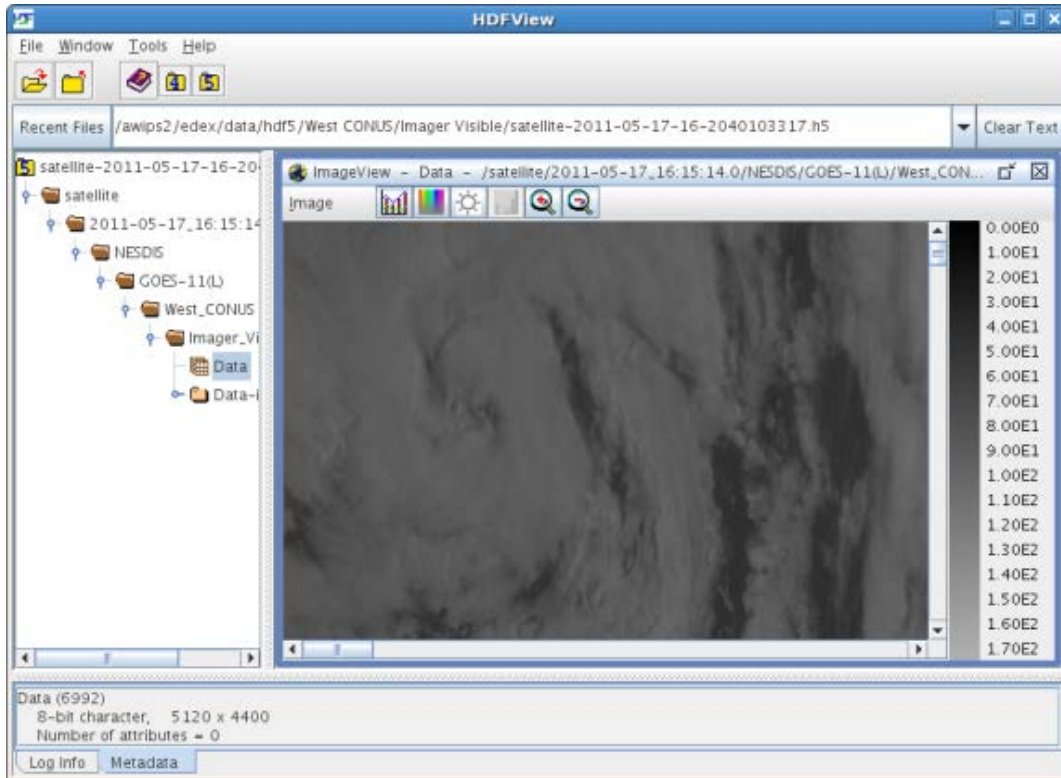 HDFView
File Window Tools Help
4 5
Recent Files /awips2/edex/data/hdf5/West CONUS/Imager Visible/satellite-2011-05-17-16-2040103317.h5 Clear Text
5 satellite-2011-05-17-16-20
satellite
2011-05-17_16:15:14
NESDIS
GOES-11(L)
West_CONUS
Imager_Vi
Data
Data-i
ImageView - Data - /satellite/2011-05-17_16:15:14.0/NESDIS/GOES-11(L)/West_CON...
Image
0.00E0
1.00E1
2.00E1
3.00E1
4.00E1
5.00E1
6.00E1
7.00E1
8.00E1
9.00E1
1.00E2
1.10E2
1.20E2
1.30E2
1.40E2
1.50E2
1.60E2
1.70E2
Data (6992)
8-bit character, 5120 x 4400
Number of attributes = 0
Log Info Metadata